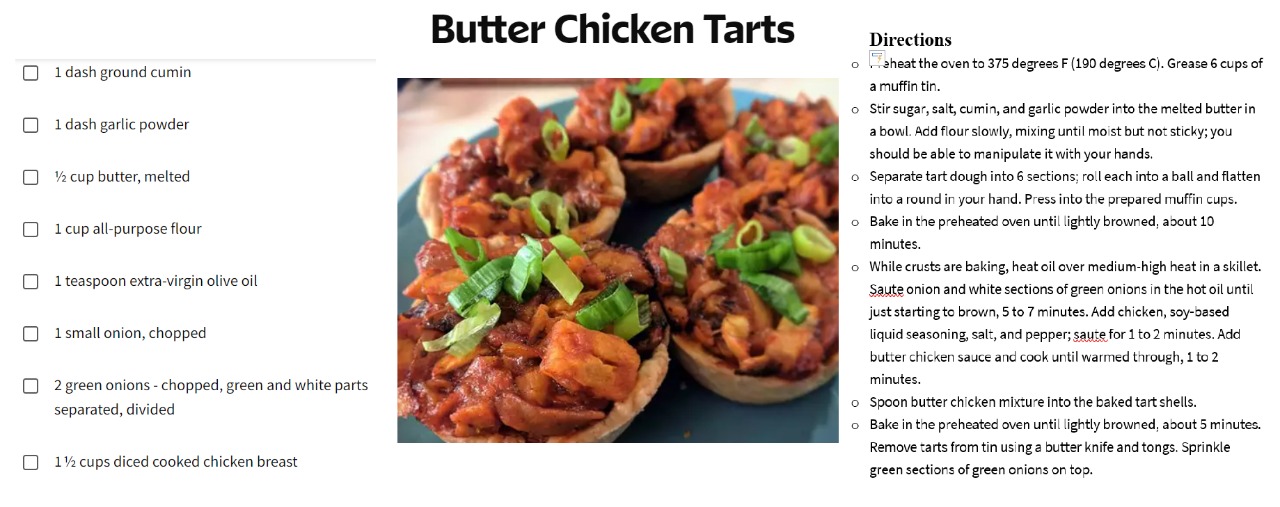 Butter Chicken Tarts
1 dash ground cumin
1 dash garlic powder
½ cup butter, melted
1 cup all-purpose flour
1 teaspoon extra-virgin olive oil
1 small onion, chopped
2 green onions - chopped, green and white parts
separated, divided
1 ½ cups diced cooked chicken breast
Directions
Preheat the oven to 375 degrees F (190 degrees C). Grease 6 cups of
a muffin tin.
Stir sugar, salt, cumin, and garlic powder into the melted butter in
a bowl. Add flour slowly, mixing until moist but not sticky; you
should be able to manipulate it with your hands.
Separate tart dough into 6 sections; roll each into a ball and flatten
into a round in your hand. Press into the prepared muffin cups.
Bake in the preheated oven until lightly browned, about 10
minutes.
While crusts are baking, heat oil over medium-high heat in a skillet.
Saute onion and white sections of green onions in the hot oil until
just starting to brown, 5 to 7 minutes. Add chicken, soy-based
liquid seasoning, salt, and pepper; saute for 1 to 2 minutes. Add
butter chicken sauce and cook until warmed through, 1 to 2
minutes.
Spoon butter chicken mixture into the baked tart shells.
Bake in the preheated oven until lightly browned, about 5 minutes.
Remove tarts from tin using a butter knife and tongs. Sprinkle
green sections of green onions on top.